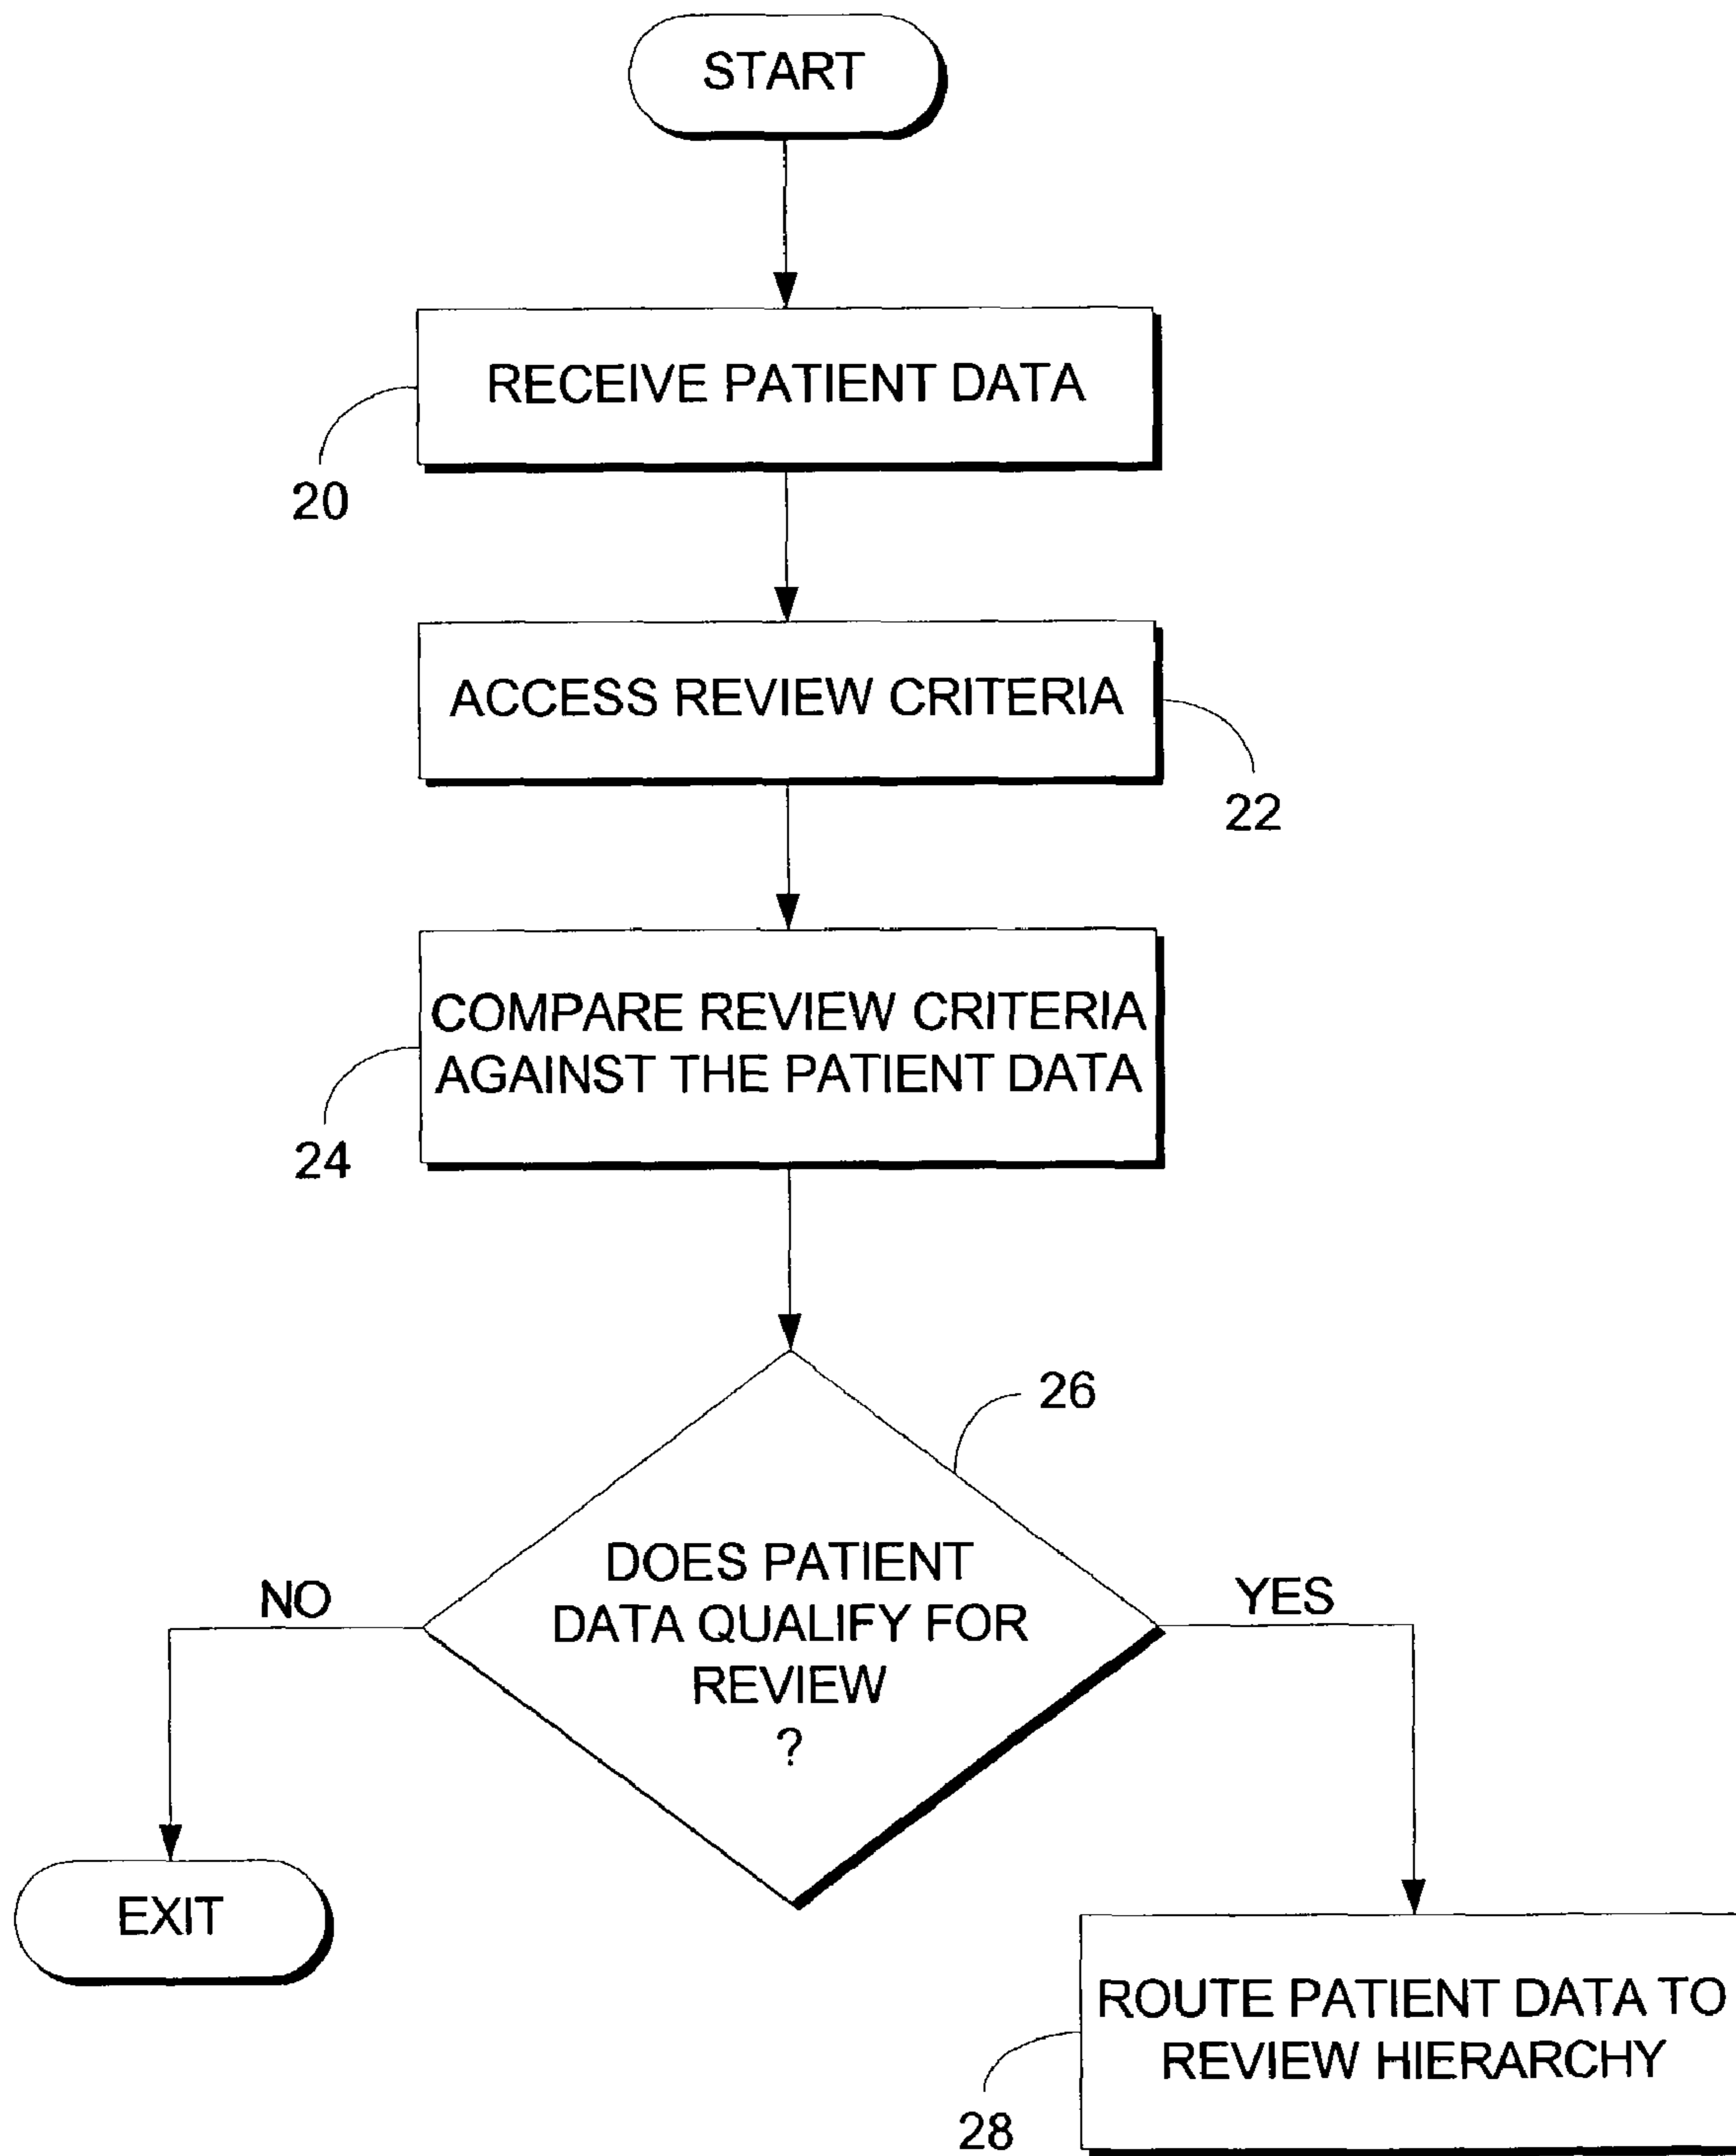 START
RECEIVE PATIENT DATA
20
ACCESS REVIEW CRITERIA
22
COMPARE REVIEW CRITERIA
AGAINST THE PATIENT DATA
24
26
DOES PATIENT
DATA QUALIFY FOR
REVIEW
?
NO
YES
EXIT
ROUTE PATIENT DATA TO
REVIEW HIERARCHY
28